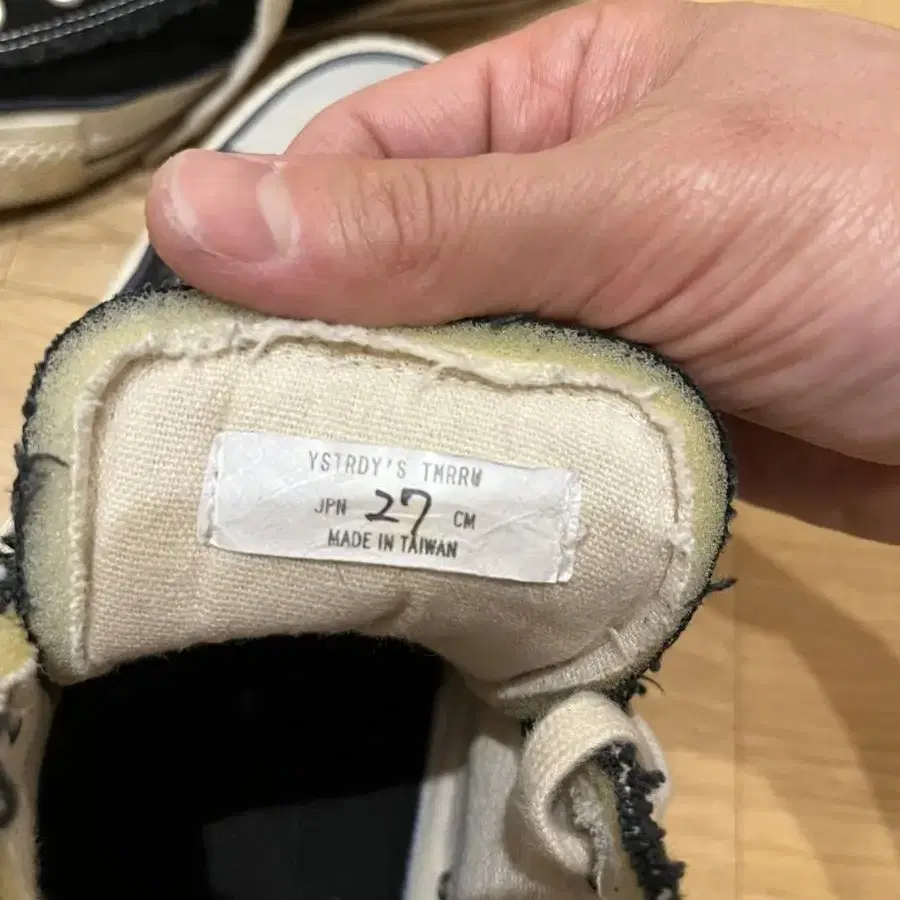 YSTRDY'S TMRRW
JPN 27 CM
MADE IN TAIWAN